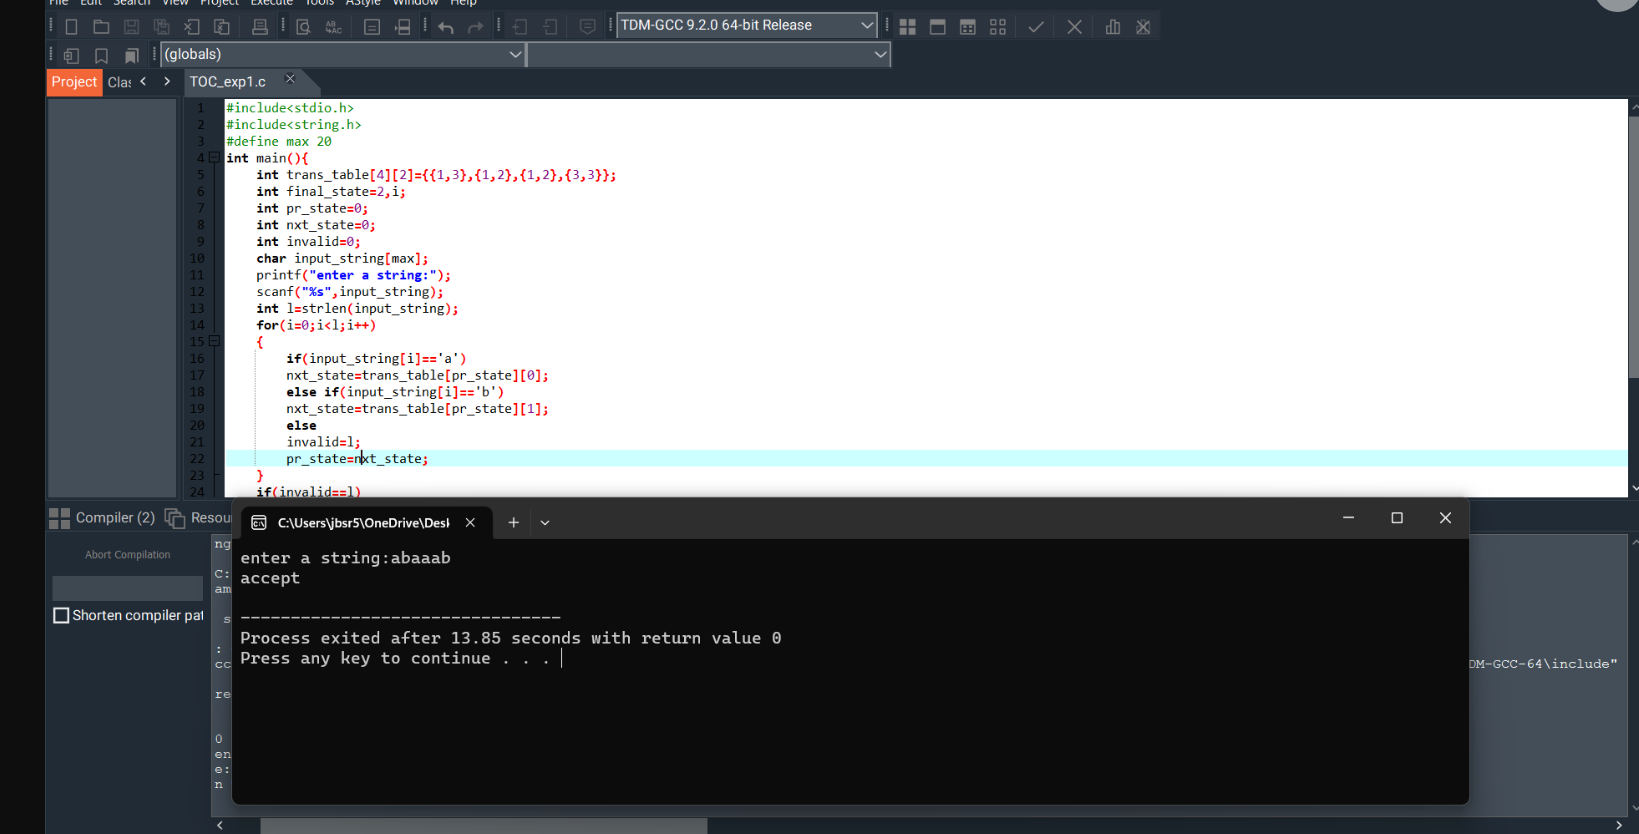 File Edit Search View Project Execute Tools AStyle Window Help
TDM-GCC 9.2.0 64-bit Release
(globals)
Project Clas TOC_exp1.c
1 #include<stdio.h>
2 #include<string.h>
3 #define max 20
4 int main(){
5 int trans_table[4][2]={{1,3},{1,2},{1,2},{3,3}};
6 int final_state=2,i;
7 int pr_state=0;
8 int nxt_state=0;
9 int invalid=0;
10 char input_string[max];
11 printf("enter a string:");
12 scanf("%s",input_string);
13 int l=strlen(input_string);
14 for(i=0;i<l;i++)
15 {
16 if(input_string[i]=='a')
17 nxt_state=trans_table[pr_state][0];
18 else if(input_string[i]=='b')
19 nxt_state=trans_table[pr_state][1];
20 else
21 invalid=l;
22 pr_state=nxt_state;
23 }
24 if(invalid==l)
Compiler (2) Resou
C:\Users\jbsr5\OneDrive\Desl
Abort Compilation
Shorten compiler pat
ng
C:
am
s
:
cc
re
0
en
e:
n
enter a string:abaaab
accept
--------------------------------
Process exited after 13.85 seconds with return value 0
Press any key to continue . . .
DM-GCC-64\include"